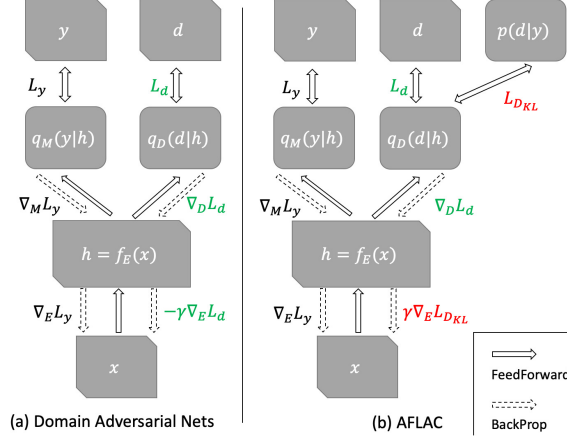 y
d
L_y
L_d
q_M(y|h)
q_D(d|h)
∇_M L_y
∇_D L_d
h = f_E(x)
∇_E L_y
−γ∇_E L_d
x
(a) Domain Adversarial Nets
y
d
p(d|y)
L_y
L_d
L_{D_{KL}}
q_M(y|h)
q_D(d|h)
∇_M L_y
∇_D L_d
h = f_E(x)
∇_E L_y
γ∇_E L_{D_{KL}}
x
(b) AFLAC
FeedForward
BackProp